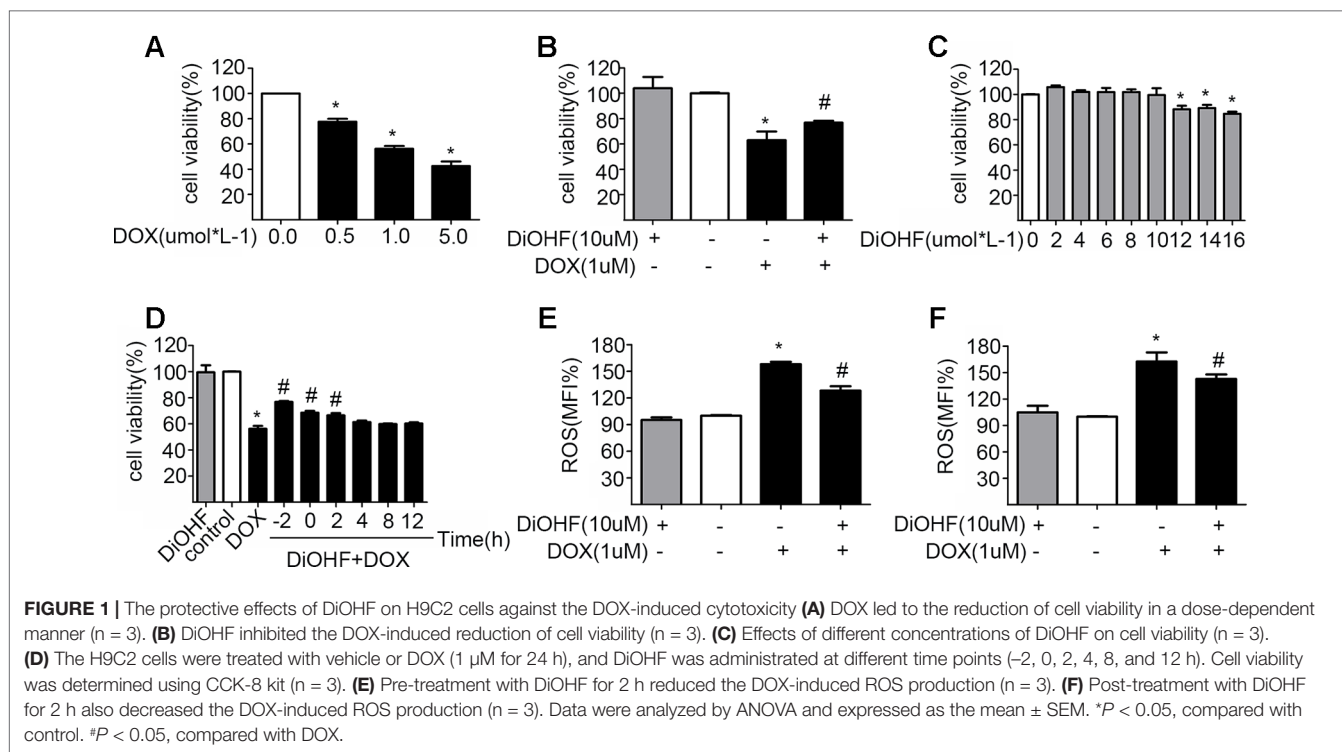 A
cell viability(%)
120
100
80
60
40
20
*
*
*
DOX(umol*L-1)
0.0 0.5 1.0 5.0
B
cell viability(%)
120
100
80
60
40
20
*
#
DiOHF(10uM) + - - +
DOX(1uM) - - + +
C
cell viability(%)
120
100
80
60
40
20
* * *
DiOHF(umol*L-1)
0 2 4 6 8 10 12 14 16
D
cell viability(%)
120
100
80
60
40
20
*
# # #
DiOHF control DOX -2 0 2 4 8 12 Time(h)
DiOHF+DOX
E
ROS(MFI%)
180
150
120
90
60
30
*
#
DiOHF(10uM) + - - +
DOX(1uM) - - + +
F
ROS(MFI%)
180
150
120
90
60
30
*
#
DiOHF(10uM) + - - +
DOX(1uM) - - + +
FIGURE 1 | The protective effects of DiOHF on H9C2 cells against the DOX-induced cytotoxicity (A) DOX led to the reduction of cell viability in a dose-dependent
manner (n = 3). (B) DiOHF inhibited the DOX-induced reduction of cell viability (n = 3). (C) Effects of different concentrations of DiOHF on cell viability (n = 3).
(D) The H9C2 cells were treated with vehicle or DOX (1 µM for 24 h), and DiOHF was administrated at different time points (–2, 0, 2, 4, 8, and 12 h). Cell viability
was determined using CCK-8 kit (n = 3). (E) Pre-treatment with DiOHF for 2 h reduced the DOX-induced ROS production (n = 3). (F) Post-treatment with DiOHF
for 2 h also decreased the DOX-induced ROS production (n = 3). Data were analyzed by ANOVA and expressed as the mean ± SEM. *P < 0.05, compared with
control. #P < 0.05, compared with DOX.